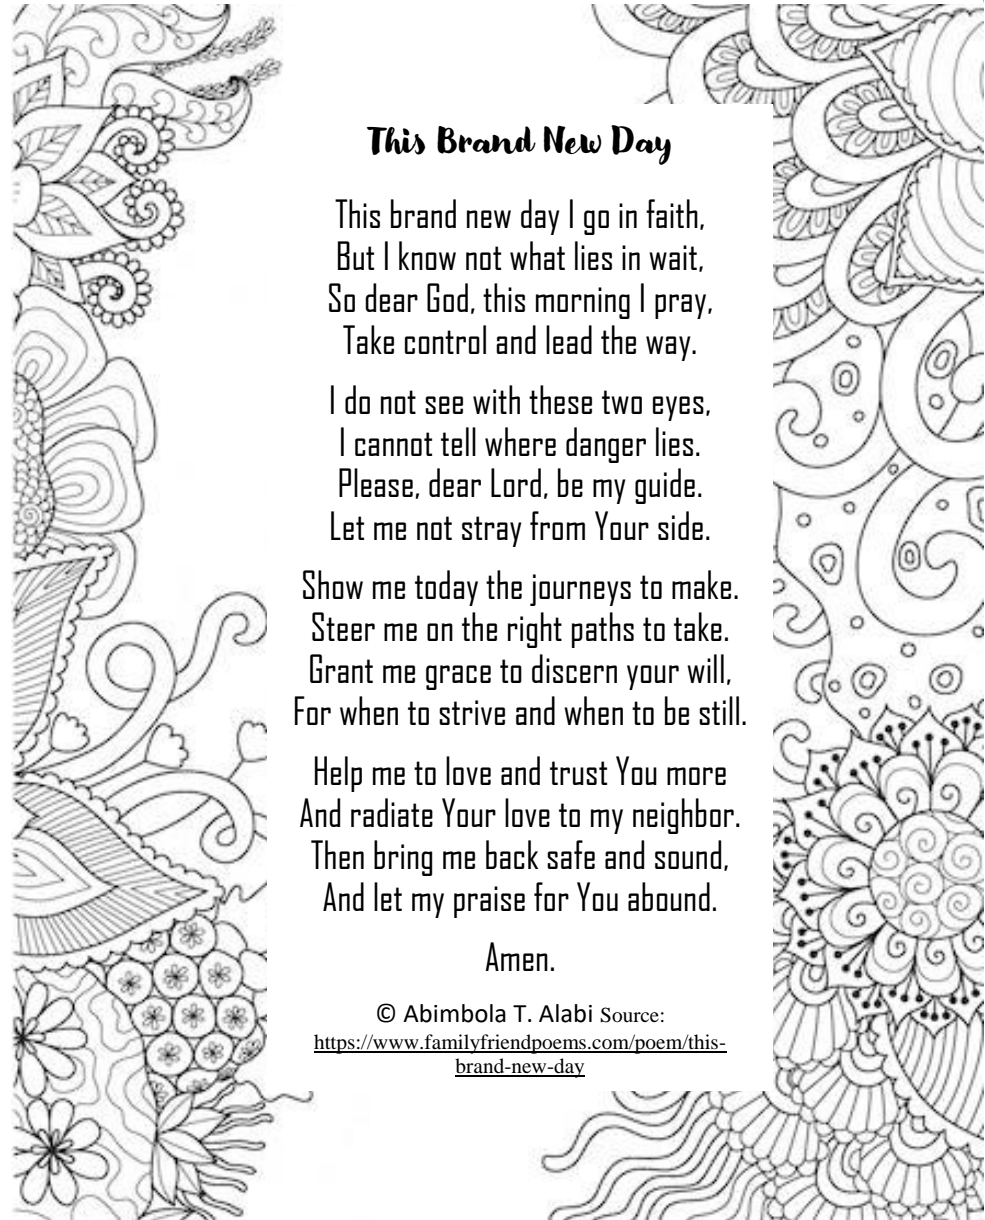 This Brand New Day
This brand new day I go in faith,
But I know not what lies in wait,
So dear God, this morning I pray,
Take control and lead the way.
I do not see with these two eyes,
I cannot tell where danger lies.
Please, dear Lord, be my guide.
Let me not stray from Your side.
Show me today the journeys to make.
Steer me on the right paths to take.
Grant me grace to discern your will,
For when to strive and when to be still.
Help me to love and trust You more
And radiate Your love to my neighbor.
Then bring me back safe and sound,
And let my praise for You abound.
Amen.
© Abimbola T. Alabi Source:
https://www.familyfriendpoems.com/poem/this-
brand-new-day